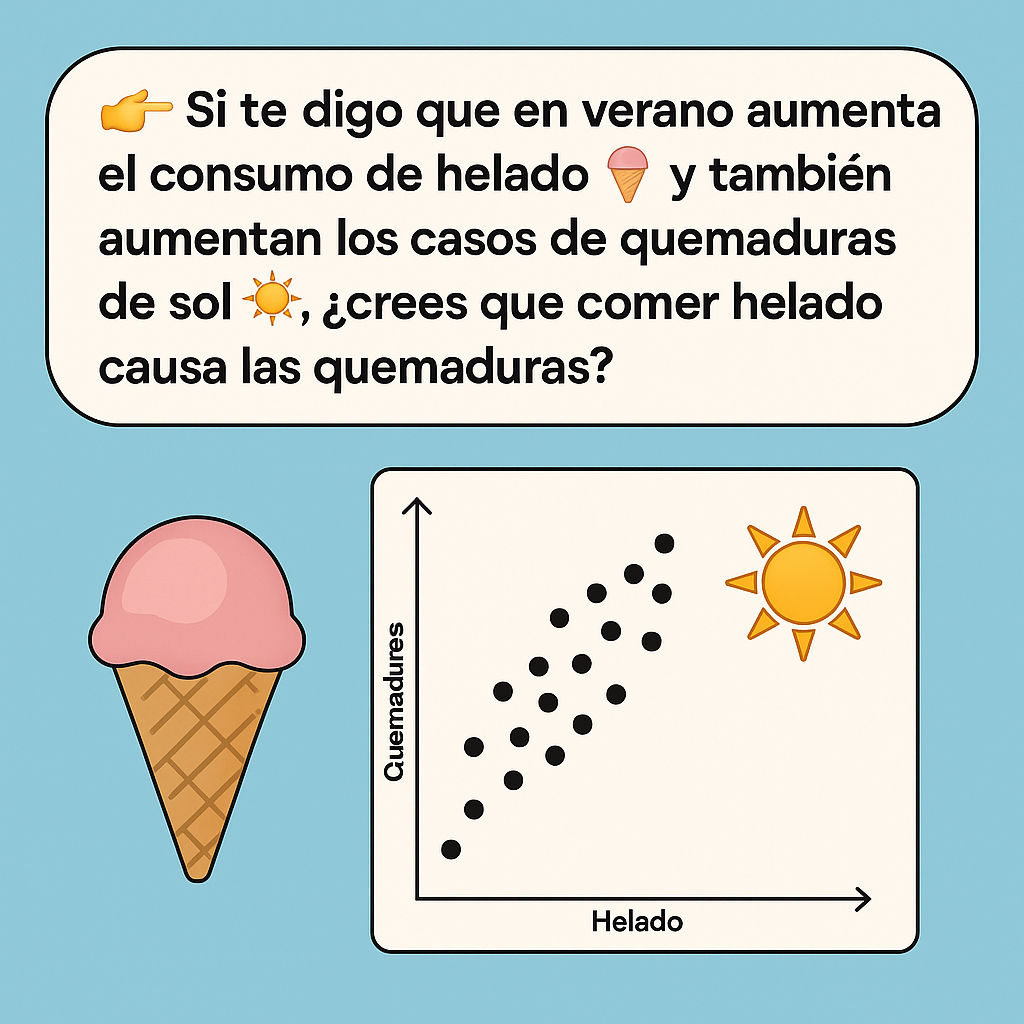 👉 Si te digo que en verano aumenta
el consumo de helado 🍦 y también
aumentan los casos de quemaduras
de sol ☀️, ¿crees que comer helado
causa las quemaduras?
Quemadures
Helado